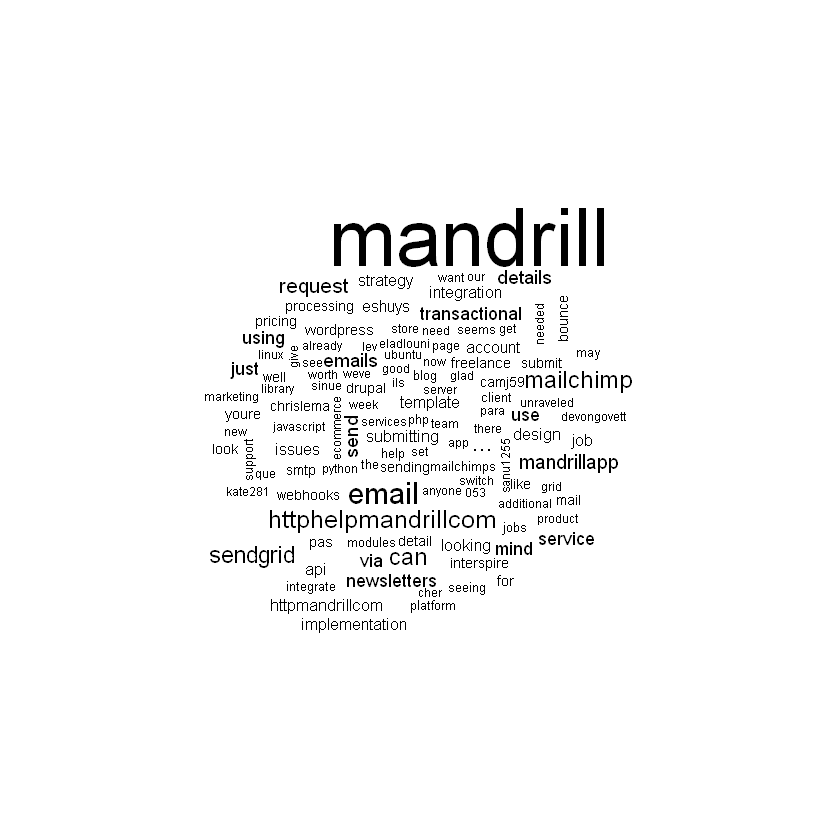 mandrill
request strategy want our details
integration
processing eshuys transactional
pricing wordpress store need seems get needed bounce
using already lev eladlouni page account may
linux give see emails ubuntu now freelance submit
just well worth weve good blog glad camj59 mailchimp
library sinue drupal ils server
marketing chrislema ecommerce week template client unraveled
youre para use devongovett
new javascript send services php team there design job
look support issues submitting app ... sanu1255
help set
que smtp python the sendingmailchimps mandrillapp
kate281 webhooks email anyone switch 053 like grid
additional mail
httphelpmandrillcom jobs product
sendgrid pas modules detail looking mind service
via can interspire
api newsletters for
integrate cher seeing
httpmandrillcom platform
implementation